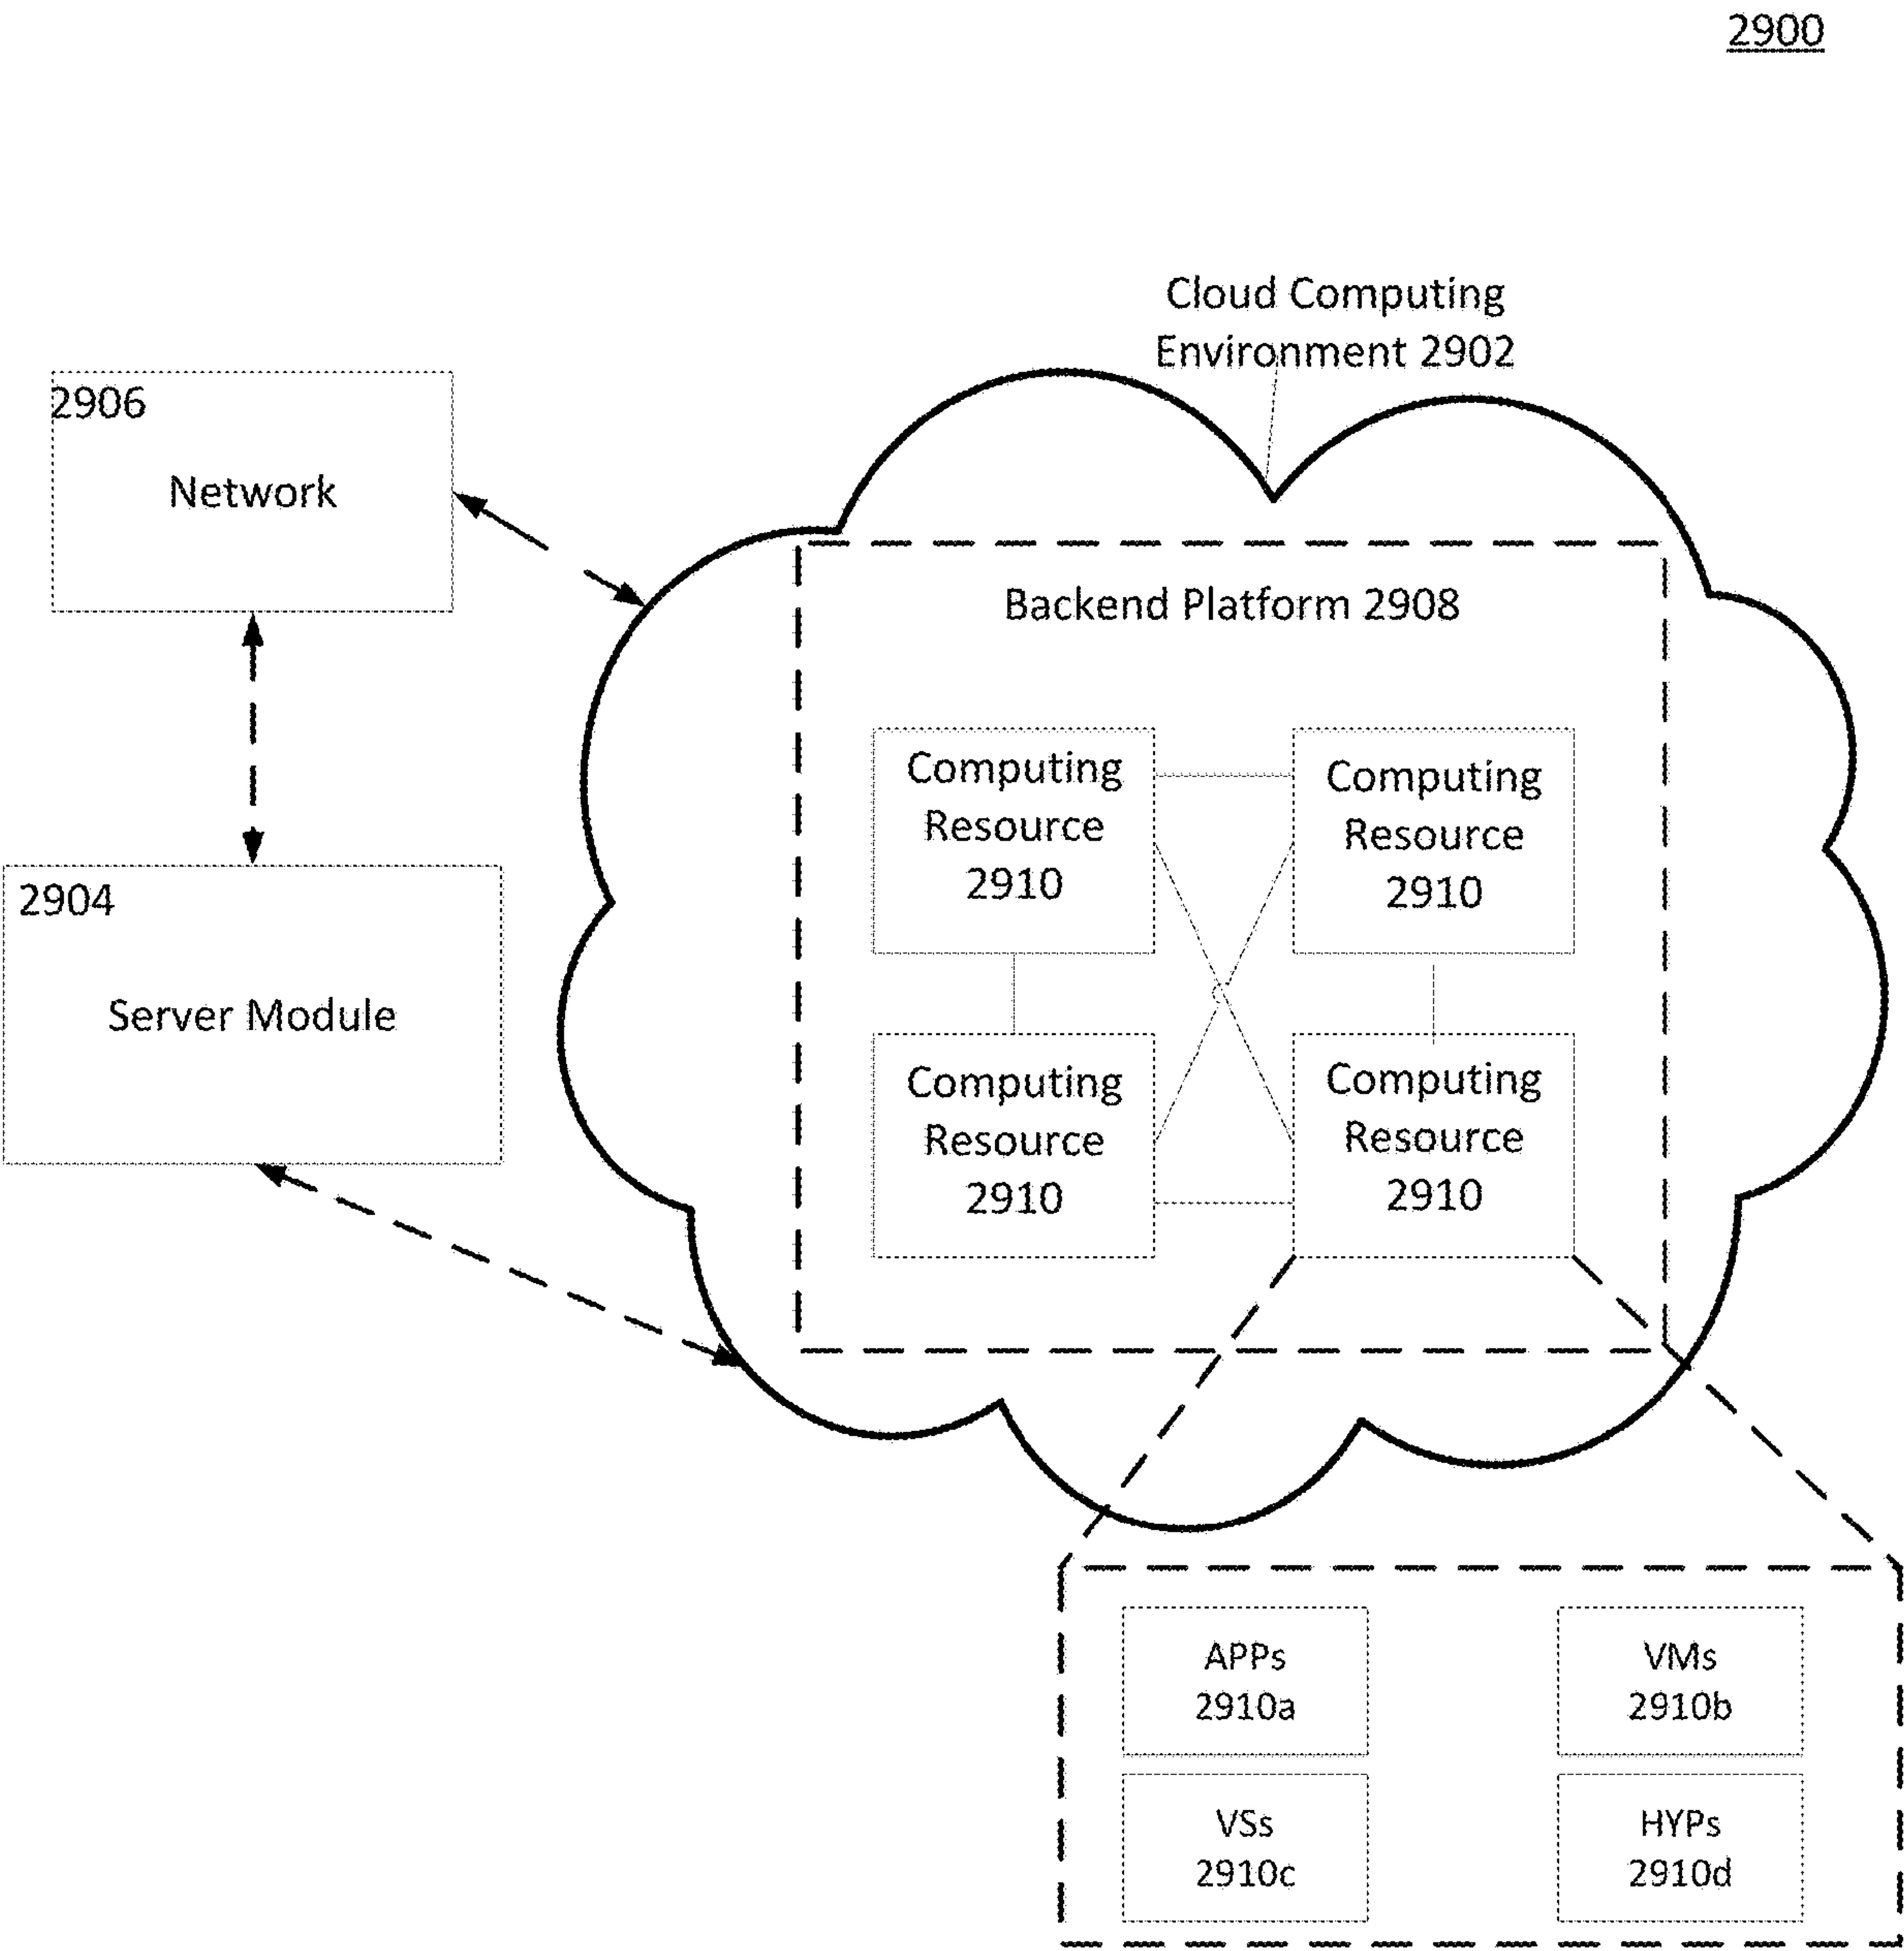 2900
Cloud Computing
Environment 2902
2906
Network
Backend Platform 2908
Computing
Resource
2910
Computing
Resource
2910
2904
Server Module
Computing
Resource
2910
Computing
Resource
2910
APPs
2910a
VMs
2910b
VSs
2910c
HYPs
2910d